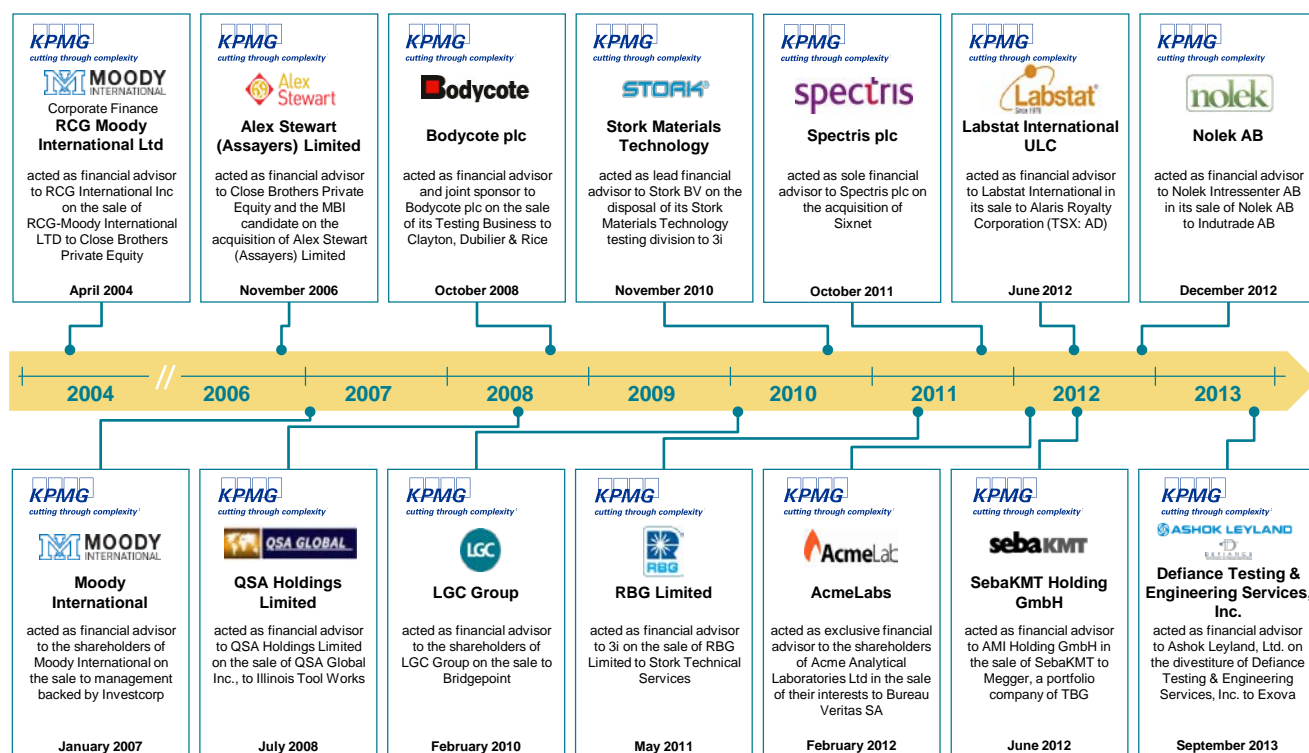 KPMG
cutting through complexity
MOODY
INTERNATIONAL
Corporate Finance
RCG Moody
International Ltd
acted as financial advisor
to RCG International Inc
on the sale of
RCG-Moody International
LTD to Close Brothers
Private Equity
April 2004
KPMG
cutting through complexity
Alex
Stewart
Alex Stewart
(Assayers) Limited
acted as financial advisor
to Close Brothers Private
Equity and the MBI
candidate on the
acquisition of Alex Stewart
(Assayers) Limited
November 2006
KPMG
cutting through complexity
Bodycote
Bodycote plc
acted as financial advisor
and joint sponsor to
Bodycote plc on the sale
of its Testing Business to
Clayton, Dubilier & Rice
October 2008
KPMG
cutting through complexity
STORK®
Stork Materials
Technology
acted as lead financial
advisor to Stork BV on the
disposal of its Stork
Materials Technology
testing division to 3i
November 2010
KPMG
cutting through complexity
spectris
Spectris plc
acted as sole financial
advisor to Spectris plc on
the acquisition of
Sixnet
October 2011
KPMG
cutting through complexity
Labstat
Since 1976
Labstat International
ULC
acted as financial advisor
to Labstat International in
its sale to Alaris Royalty
Corporation (TSX: AD)
June 2012
KPMG
cutting through complexity
nolek
Nolek AB
acted as financial advisor
to Nolek Intressenter AB
in its sale of Nolek AB
to Indutrade AB
December 2012
2004 // 2006 2007 2008 2009 2010 2011 2012 2013
KPMG
cutting through complexity
MOODY
INTERNATIONAL
Moody
International
acted as financial advisor
to the shareholders of
Moody International on
the sale to management
backed by Investcorp
January 2007
KPMG
cutting through complexity
QSA GLOBAL
QSA Holdings
Limited
acted as financial advisor
to QSA Holdings Limited
on the sale of QSA Global
Inc., to Illinois Tool Works
July 2008
KPMG
cutting through complexity
LGC
LGC Group
acted as financial advisor
to the shareholders of
LGC Group on the sale to
Bridgepoint
February 2010
KPMG
cutting through complexity
RBG
RBG Limited
acted as financial advisor
to 3i on the sale of RBG
Limited to Stork Technical
Services
May 2011
KPMG
cutting through complexity
AcmeLab
AcmeLabs
acted as exclusive financial
advisor to the shareholders
of Acme Analytical
Laboratories Ltd in the sale
of their interests to Bureau
Veritas SA
February 2012
KPMG
cutting through complexity
seba KMT
SebaKMT Holding
GmbH
acted as financial advisor
to AMI Holding GmbH in
the sale of SebaKMT to
Megger, a portfolio
company of TBG
June 2012
KPMG
cutting through complexity
ASHOK LEYLAND
DEFIANCE
Defiance Testing &
Engineering Services,
Inc.
acted as financial advisor
to Ashok Leyland, Ltd. on
the divestiture of Defiance
Testing & Engineering
Services, Inc. to Exova
September 2013